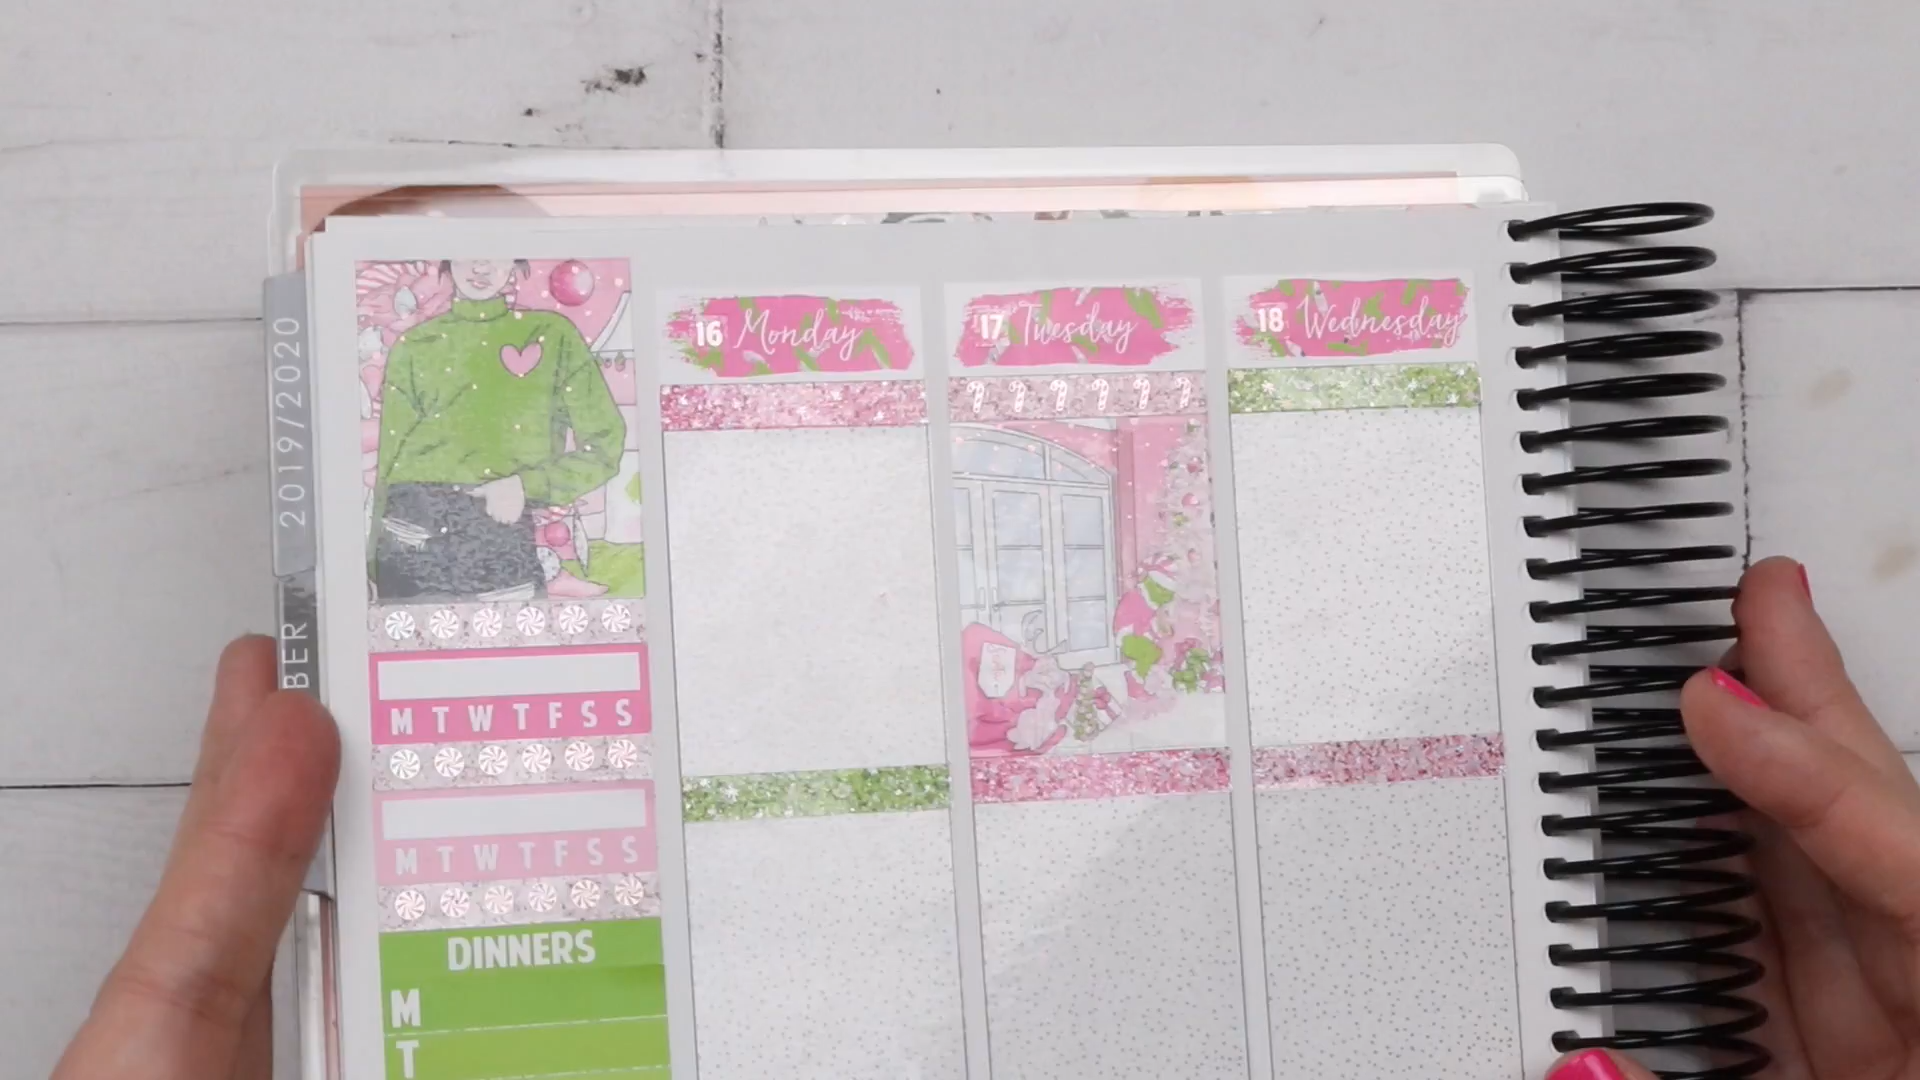 2019/2020
BER
16 Monday
17 Tuesday
18 Wednesday
M T W T F S S
M T W T F S S
DINNERS
M
T